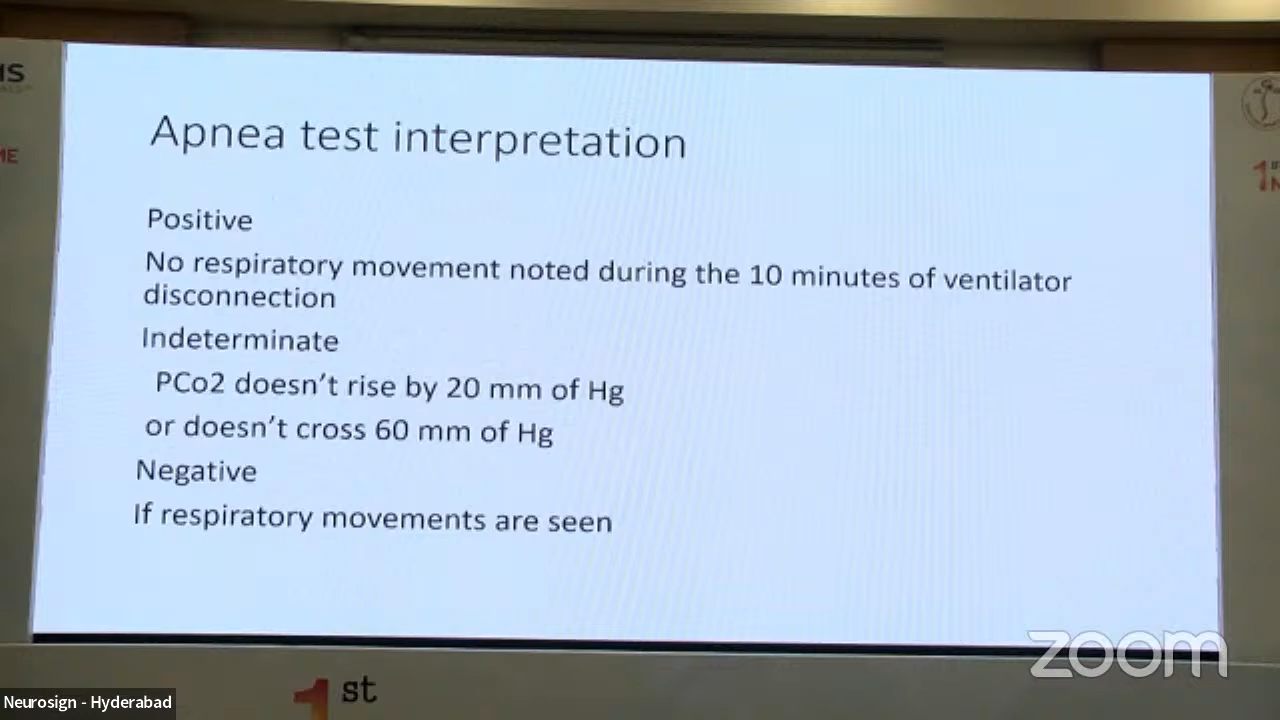 Apnea test interpretation
Positive
No respiratory movement noted during the 10 minutes of ventilator
disconnection
Indeterminate
PCo2 doesn't rise by 20 mm of Hg
or doesn't cross 60 mm of Hg
Negative
If respiratory movements are seen
zoom
1st
Neurosign - Hyderabad